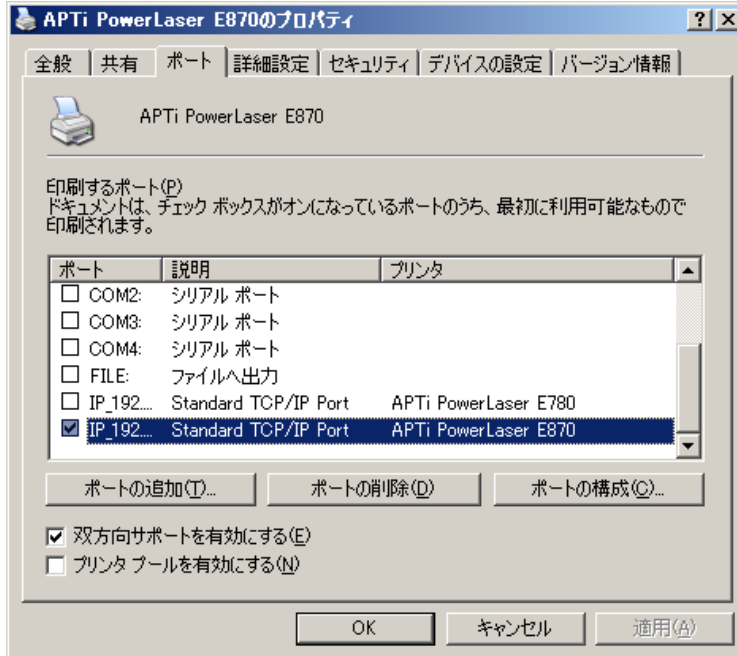 APTi PowerLaser E870のプロパティ
全般 共有 ポート 詳細設定 セキュリティ デバイスの設定 バージョン情報
APTi PowerLaser E870
印刷するポート(P)
ドキュメントは、チェック ボックスがオンになっているポートのうち、最初に利用可能なもので
印刷されます。
ポート 説明 プリンタ
COM2: シリアル ポート
COM3: シリアル ポート
COM4: シリアル ポート
FILE: ファイルへ出力
IP_192.... Standard TCP/IP Port APTi PowerLaser E780
IP_192.... Standard TCP/IP Port APTi PowerLaser E870
ポートの追加(T)... ポートの削除(D) ポートの構成(C)...
双方向サポートを有効にする(E)
プリンタ プールを有効にする(N)
OK キャンセル 適用(A)